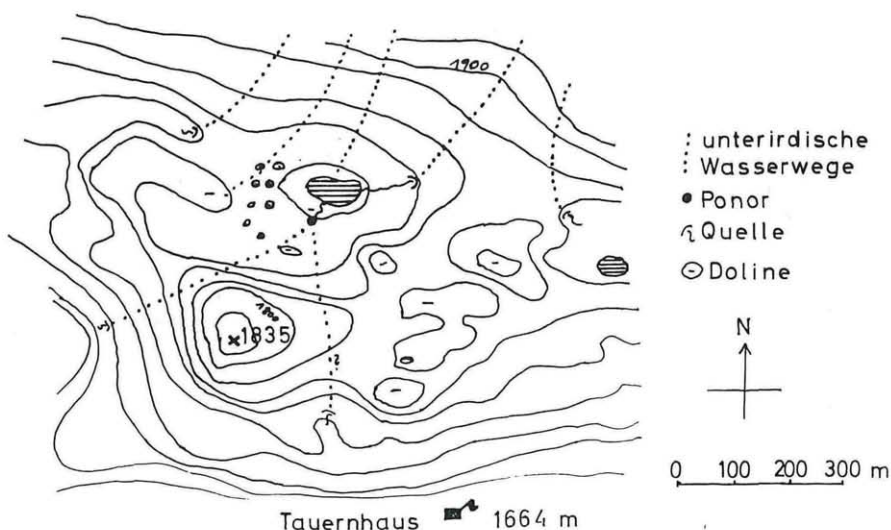 1900
unterirdische
Wasserwege
Ponor
Quelle
Doline
1800
1835
?
N
0 100 200 300 m
Tauernhaus 1664 m